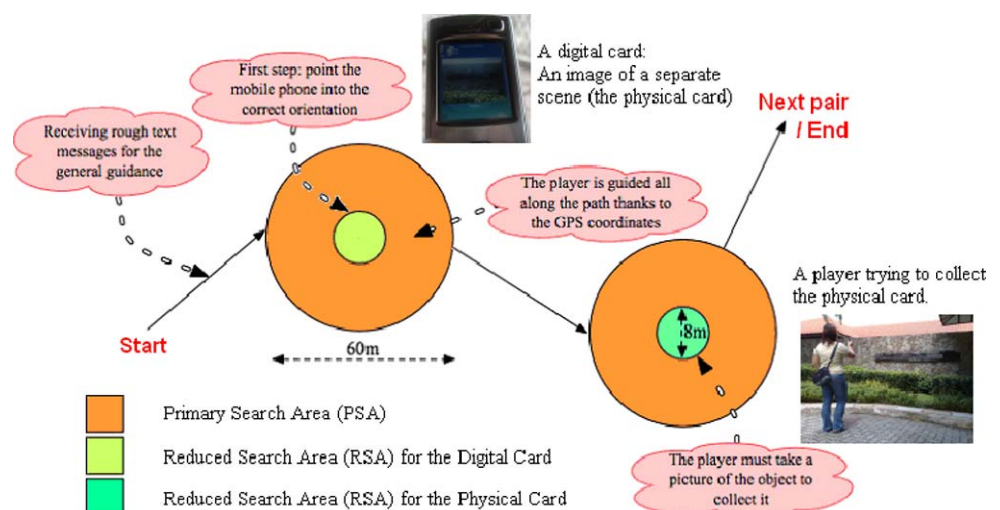 A digital card:
An image of a separate
scene (the physical card)
First step: point the
mobile phone into the
correct orientation
Next pair
/ End
Receiving rough text
messages for the
general guidance
The player is guided all
along the path thanks to
the GPS coordinates
A player trying to collect
the physical card.
8m
Start
60m
Primary Search Area (PSA)
Reduced Search Area (RSA) for the Digital Card
Reduced Search Area (RSA) for the Physical Card
The player must take a
picture of the object to
collect it